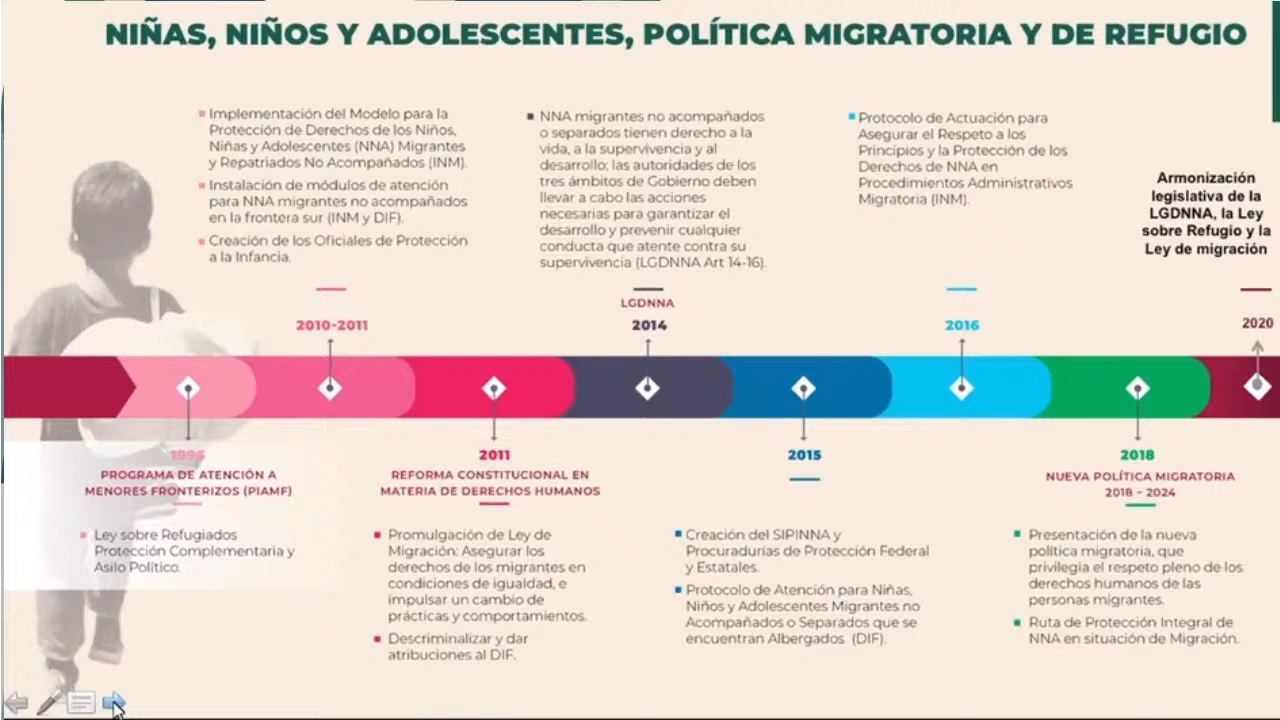 NIÑAS, NIÑOS Y ADOLESCENTES, POLÍTICA MIGRATORIA Y DE REFUGIO
Implementación del Modelo para la
Protección de Derechos de los Niños,
Niñas y Adolescentes (NNA) Migrantes
y Repatriados No Acompañados (INM).
Instalación de módulos de atención
para NNA migrantes no acompañados
en la frontera sur (INM y DIF).
Creación de los Oficiales de Protección
a la Infancia.
2010-2011
NNA migrantes no acompañados
o separados tienen derecho a la
vida, a la supervivencia y al
desarrollo; las autoridades de los
tres ámbitos de Gobierno deben
llevar a cabo las acciones
necesarias para garantizar el
desarrollo y prevenir cualquier
conducta que atente contra su
supervivencia (LGDNNA Art 14-16).
LGDNNA
2014
Protocolo de Actuación para
Asegurar el Respeto a los
Principios y la Protección de los
Derechos de NNA en
Procedimientos Administrativos
Migratoria (INM).
2016
Armonización
legislativa de la
LGDNNA, la Ley
sobre Refugio y la
Ley de migración
2020
PROGRAMA DE ATENCIÓN A
MENORES FRONTERIZOS (PIAMF)
Ley sobre Refugiados
Protección Complementaria y
Asilo Político.
2011
REFORMA CONSTITUCIONAL EN
MATERIA DE DERECHOS HUMANOS
Promulgación de Ley de
Migración: Asegurar los
derechos de los migrantes en
condiciones de igualdad, e
impulsar un cambio de
prácticas y comportamientos.
Descriminalizar y dar
atribuciones al DIF.
2015
Creación del SIPINNA y
Procuradurías de Protección Federal
y Estatales.
Protocolo de Atención para Niñas,
Niños y Adolescentes Migrantes no
Acompañados o Separados que se
encuentran Albergados (DIF).
2018
NUEVA POLÍTICA MIGRATORIA
2018 - 2024
Presentación de la nueva
política migratoria, que
privilegia el respeto pleno de los
derechos humanos de las
personas migrantes.
Ruta de Protección Integral de
NNA en situación de Migración.